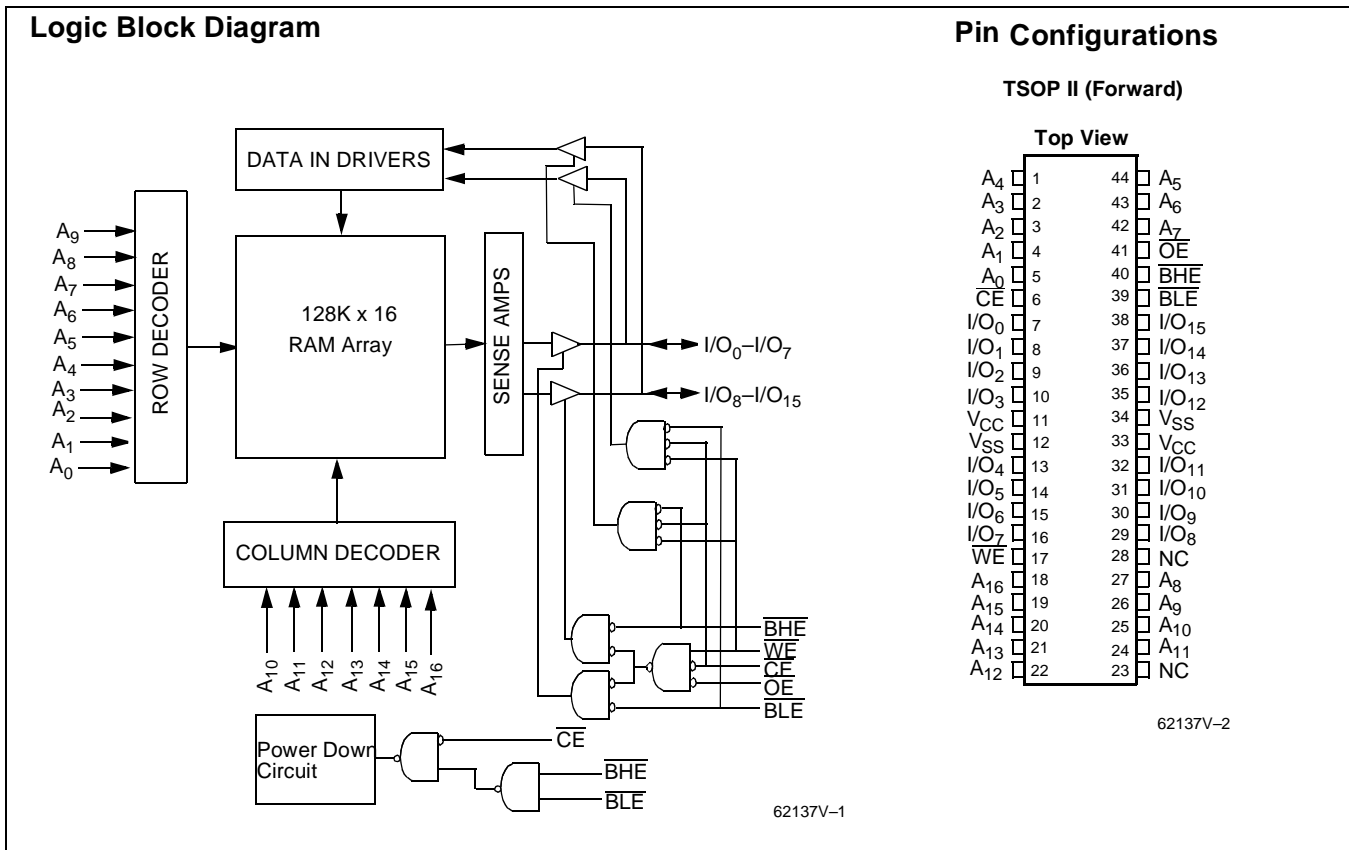 Logic Block Diagram
DATA IN DRIVERS
A9
A8
A7
A6
A5
A4
A3
A2
A1
A0
ROW DECODER
128K x 16
RAM Array
SENSE AMPS
I/O0–I/O7
I/O8–I/O15
COLUMN DECODER
A10
A11
A12
A13
A14
A15
A16
BHE
WE
CE
OE
BLE
Power Down
Circuit
CE
BHE
BLE
62137V–1
Pin Configurations
TSOP II (Forward)
Top View
A4 1 44 A5
A3 2 43 A6
A2 3 42 A7
A1 4 41 OE
A0 5 40 BHE
CE 6 39 BLE
I/O0 7 38 I/O15
I/O1 8 37 I/O14
I/O2 9 36 I/O13
I/O3 10 35 I/O12
VCC 11 34 VSS
VSS 12 33 VCC
I/O4 13 32 I/O11
I/O5 14 31 I/O10
I/O6 15 30 I/O9
I/O7 16 29 I/O8
WE 17 28 NC
A16 18 27 A8
A15 19 26 A9
A14 20 25 A10
A13 21 24 A11
A12 22 23 NC
62137V–2